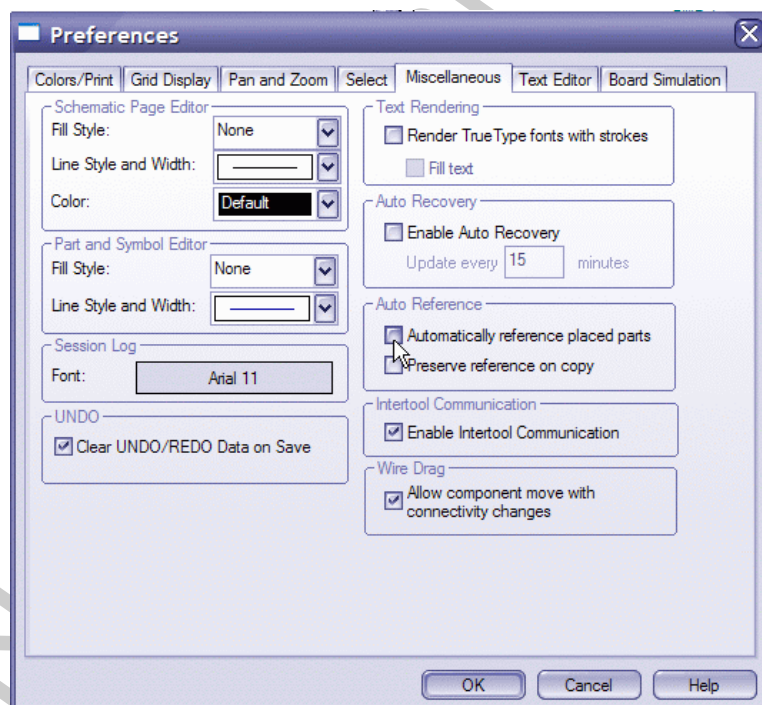 Preferences
Colors/Print Grid Display Pan and Zoom Select Miscellaneous Text Editor Board Simulation
Schematic Page Editor
Fill Style: None
Line Style and Width:
Color: Default
Part and Symbol Editor
Fill Style: None
Line Style and Width:
Session Log
Font: Arial 11
UNDO
Clear UNDO/REDO Data on Save
Text Rendering
Render TrueType fonts with strokes
Fill text
Auto Recovery
Enable Auto Recovery
Update every 15 minutes
Auto Reference
Automatically reference placed parts
Preserve reference on copy
Intertool Communication
Enable Intertool Communication
Wire Drag
Allow component move with
connectivity changes
OK Cancel Help